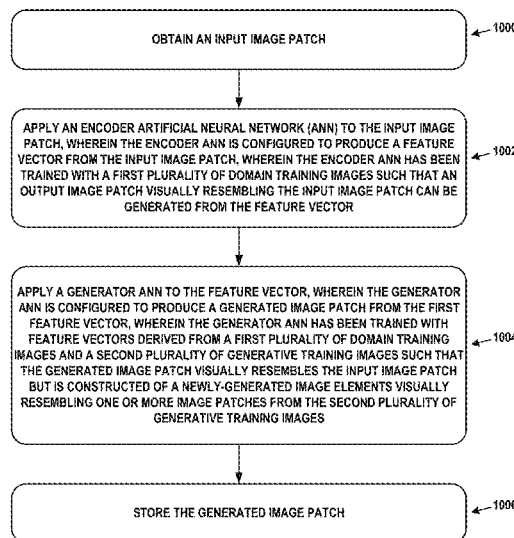 OBTAIN AN INPUT IMAGE PATCH
1000
APPLY AN ENCODER ARTIFICIAL NEURAL NETWORK (ANN) TO THE INPUT IMAGE
PATCH, WHEREIN THE ENCODER ANN IS CONFIGURED TO PRODUCE A FEATURE
VECTOR FROM THE INPUT IMAGE PATCH, WHEREIN THE ENCODER ANN HAS BEEN
TRAINED WITH A FIRST PLURALITY OF DOMAIN TRAINING IMAGES SUCH THAT AN
OUTPUT IMAGE PATCH VISUALLY RESEMBLING THE INPUT IMAGE PATCH CAN BE
GENERATED FROM THE FEATURE VECTOR
1002
APPLY A GENERATOR ANN TO THE FEATURE VECTOR, WHEREIN THE GENERATOR
ANN IS CONFIGURED TO PRODUCE A GENERATED IMAGE PATCH FROM THE FIRST
FEATURE VECTOR, WHEREIN THE GENERATOR ANN HAS BEEN TRAINED WITH
FEATURE VECTORS DERIVED FROM A FIRST PLURALITY OF DOMAIN TRAINING
IMAGES AND A SECOND PLURALITY OF GENERATIVE TRAINING IMAGES SUCH THAT
THE GENERATED IMAGE PATCH VISUALLY RESEMBLES THE INPUT IMAGE PATCH
BUT IS CONSTRUCTED OF A NEWLY-GENERATED IMAGE ELEMENTS VISUALLY
RESEMBLING ONE OR MORE IMAGE PATCHES FROM THE SECOND PLURALITY OF
GENERATIVE TRAINING IMAGES
1004
STORE THE GENERATED IMAGE PATCH
1006